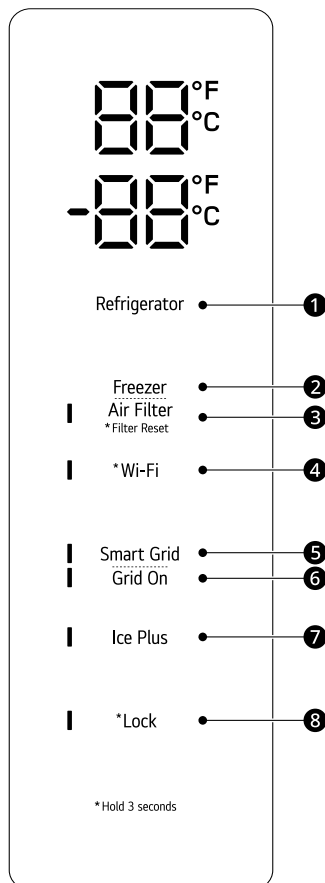 88°F
°C
-88°F
°C
Refrigerator
1
Freezer
2
Air Filter
3
*Filter Reset
*Wi-Fi
4
Smart Grid
5
Grid On
6
Ice Plus
7
*Lock
8
*Hold 3 seconds